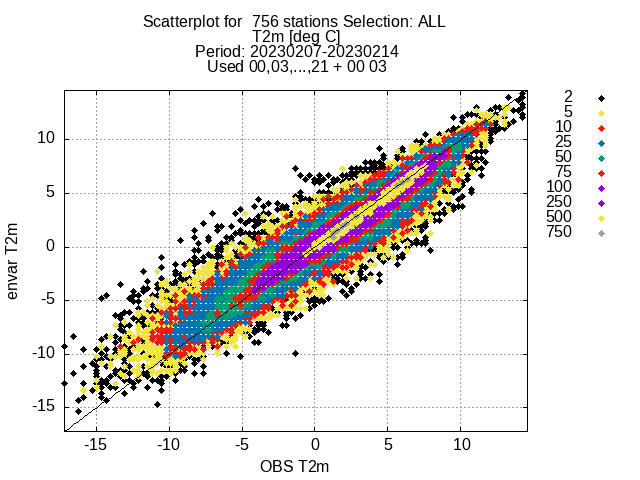 Scatterplot for  756 stations Selection: ALL
T2m [deg C]
Period: 20230207-20230214
Used 00,03,...,21 + 00 03
2
5
10
25
50
75
100
250
500
750
10
5
0
-5
-10
-15
envar T2m
-15 -10 -5 0 5 10
OBS T2m